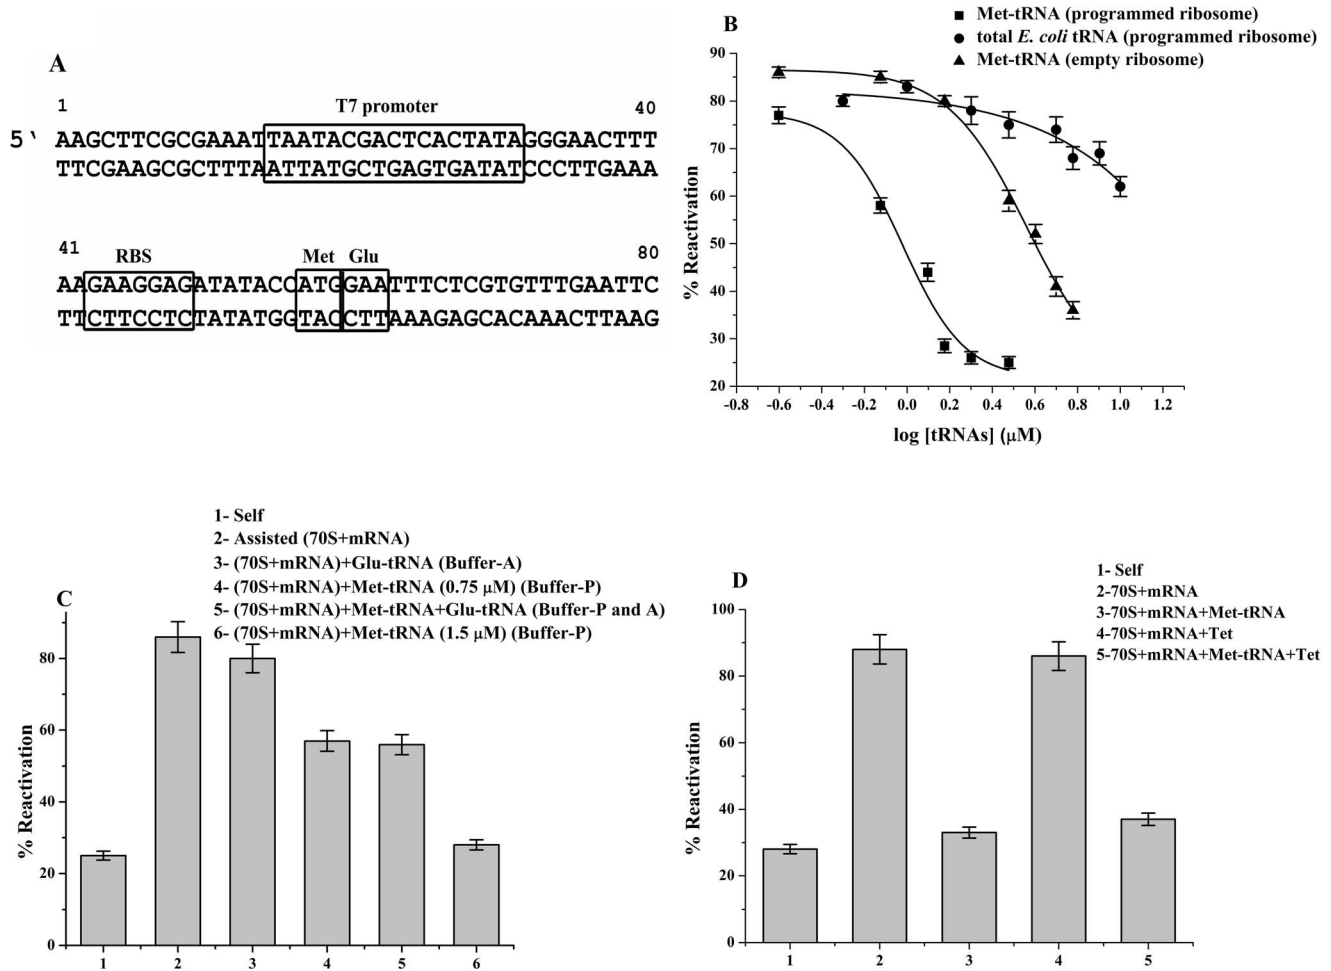 A
1 T7 promoter 40
5‘ AAGCTTCGCGAAATTAATACGACTCACTATAGGGAACTTT
TTCGAAGCGCTTTAATTATGCTGAGTGATATCCCTTGAAA
41 RBS Met Glu 80
AAGAAGGAGATATACCATGGAATTTCTCGTGTTTGAATTC
TTCTTCCTCTATATGGTACCTTAAAGAGCACAAACTTAAG
B
Met-tRNA (programmed ribosome)
total E. coli tRNA (programmed ribosome)
Met-tRNA (empty ribosome)
% Reactivation
90
80
70
60
50
40
30
20
-0.8 -0.6 -0.4 -0.2 0.0 0.2 0.4 0.6 0.8 1.0 1.2
log [tRNAs] (μM)
C
1- Self
2- Assisted (70S+mRNA)
3- (70S+mRNA)+Glu-tRNA (Buffer-A)
4- (70S+mRNA)+Met-tRNA (0.75 μM) (Buffer-P)
5- (70S+mRNA)+Met-tRNA+Glu-tRNA (Buffer-P and A)
6- (70S+mRNA)+Met-tRNA (1.5 μM) (Buffer-P)
% Reactivation
80
60
40
20
0
1 2 3 4 5 6
D
1- Self
2-70S+mRNA
3-70S+mRNA+Met-tRNA
4-70S+mRNA+Tet
5-70S+mRNA+Met-tRNA+Tet
% Reactivation
100
80
60
40
20
0
1 2 3 4 5